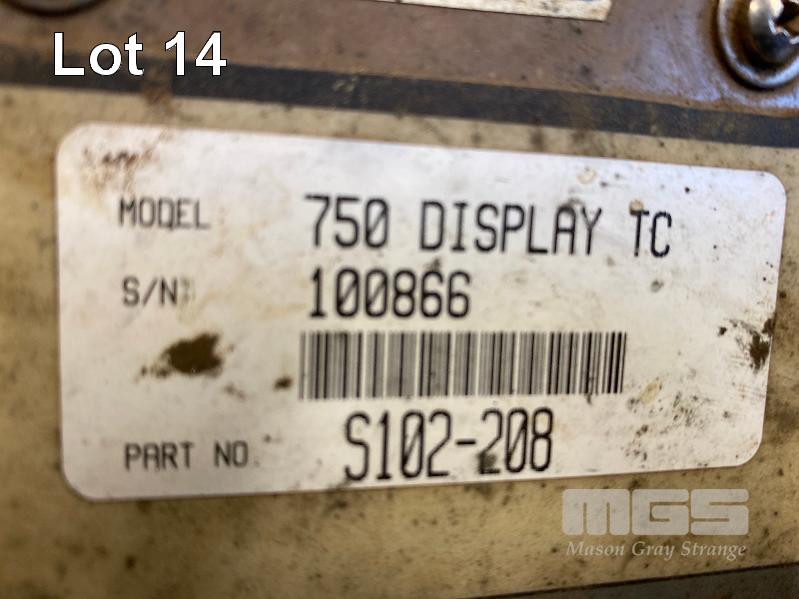 Lot 14
MODEL 750 DISPLAY TC
S/N: 100866
PART NO. S102-208
MGS
Mason Gray Strange